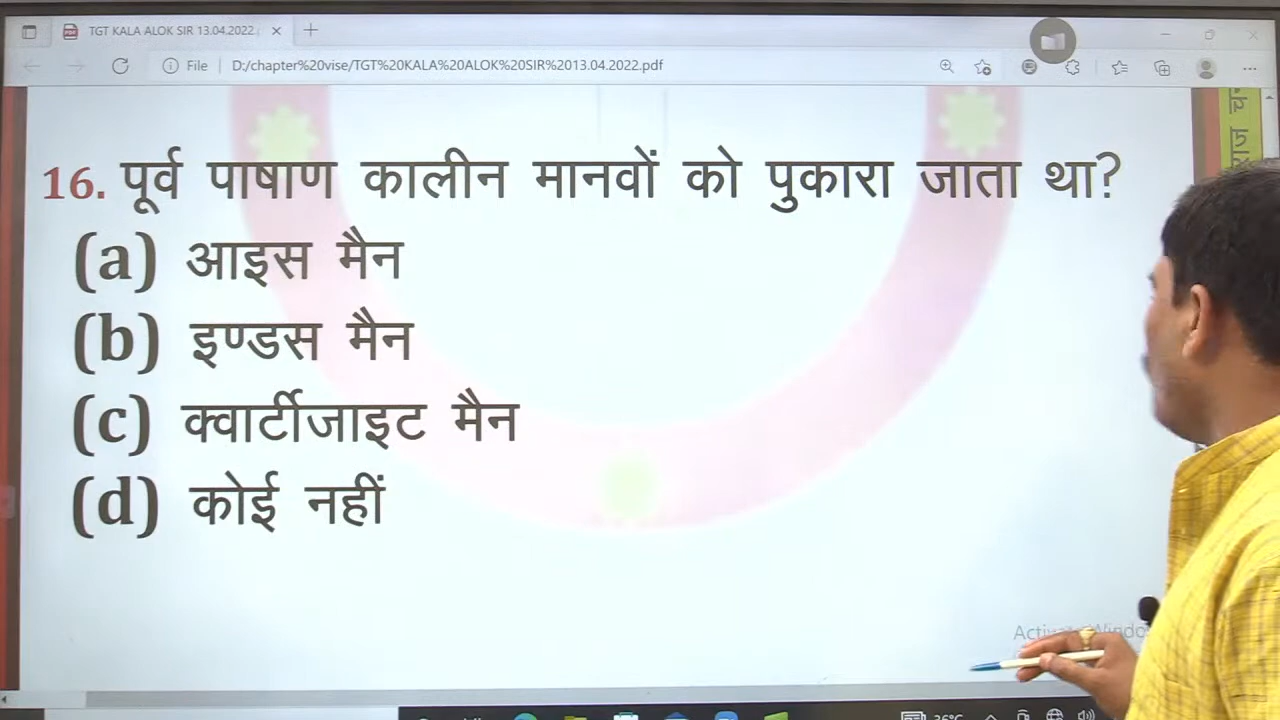 TGT KALA ALOK SIR 13.04.2022
File D:/chapter%20vise/TGT%20KALA%20ALOK%20SIR%2013.04.2022.pdf
16. पूर्व पाषाण कालीन मानवों को पुकारा जाता था?
(a) आइस मैन
(b) इण्डस मैन
(c) क्वार्टीजाइट मैन
(d) कोई नहीं
36°C